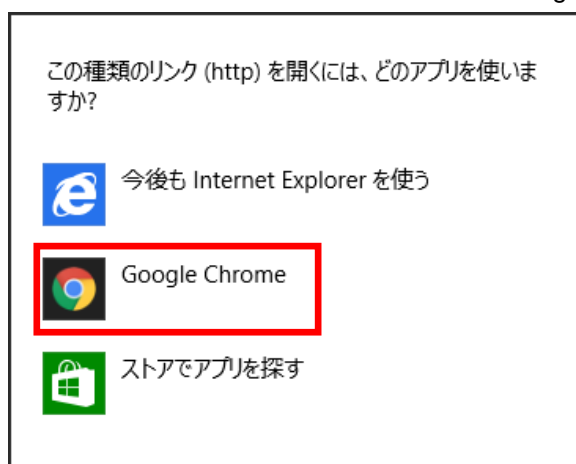 この種類のリンク (http) を開くには、どのアプリを使いま
すか?
今後も Internet Explorer を使う
Google Chrome
ストアでアプリを探す